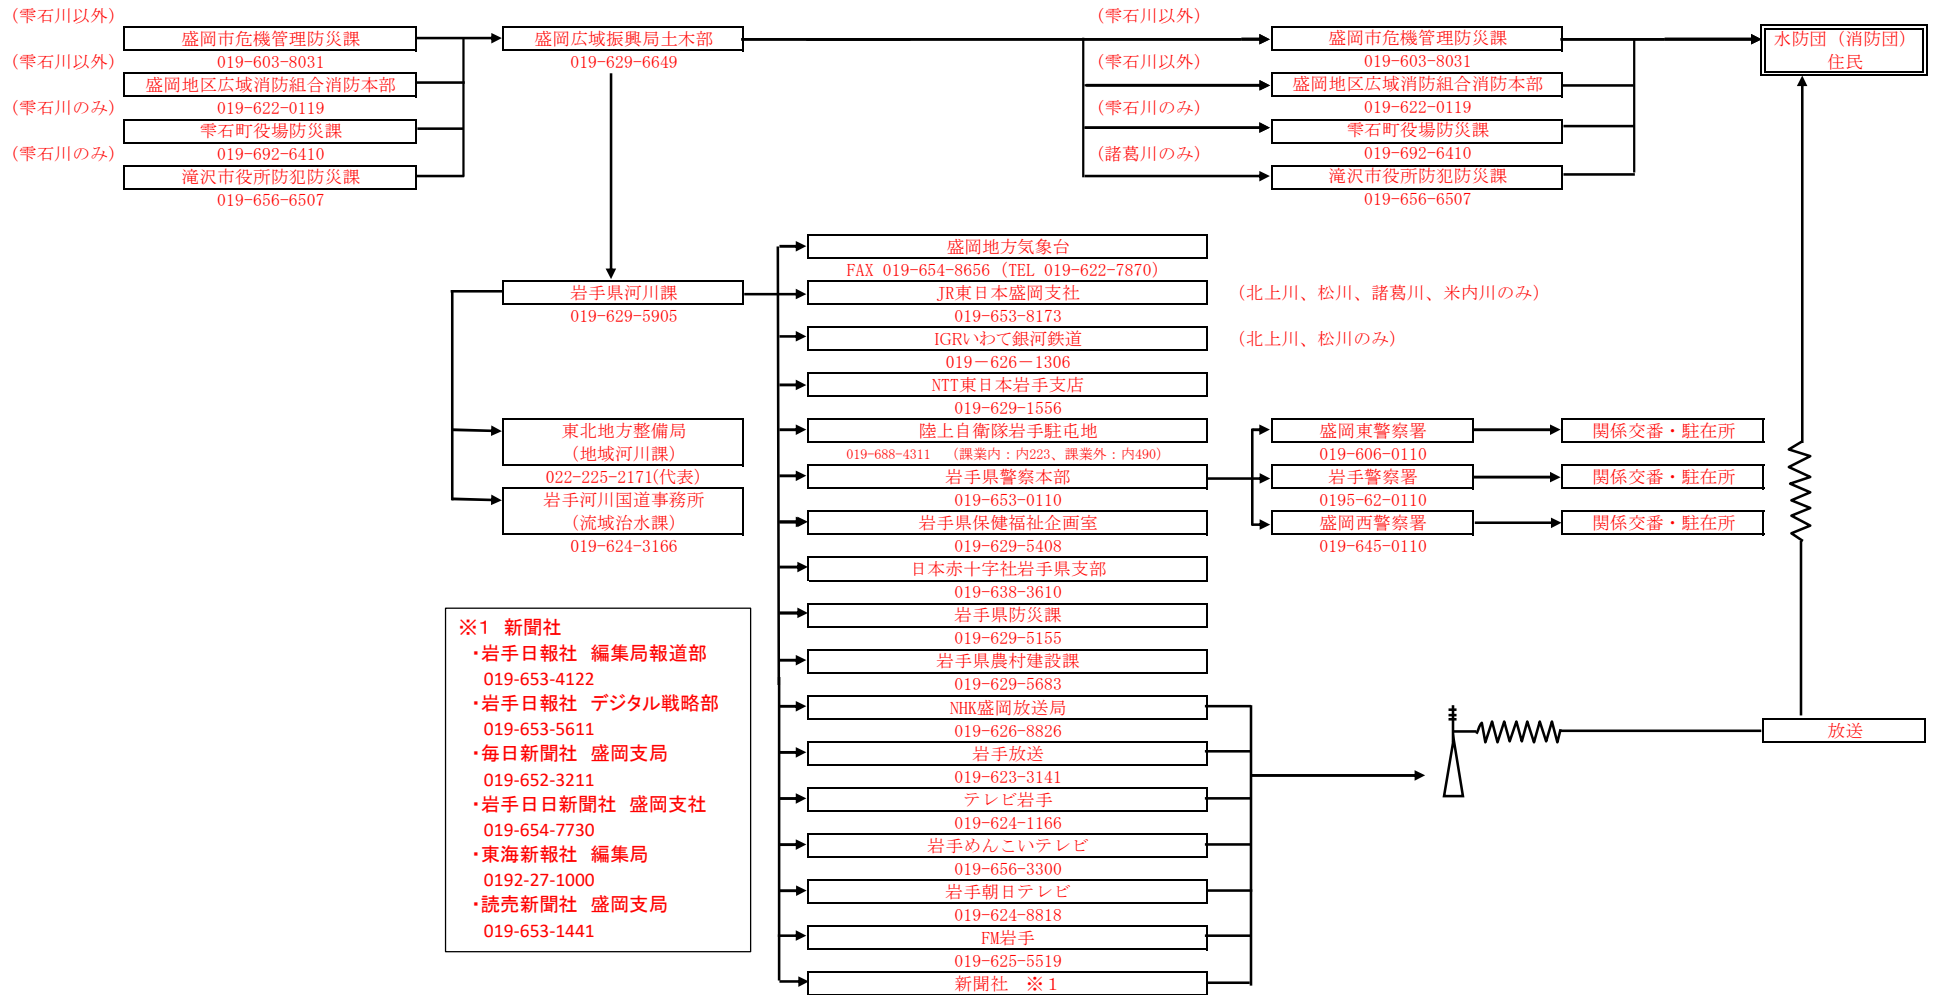 （雫石川以外）
盛岡市危機管理防災課
019-603-8031
（雫石川以外）
盛岡地区広域消防組合消防本部
019-622-0119
（雫石川のみ）
雫石町役場防災課
019-692-6410
（雫石川のみ）
滝沢市役所防犯防災課
019-656-6507
盛岡広域振興局土木部
019-629-6649
（雫石川以外）
盛岡市危機管理防災課
019-603-8031
（雫石川以外）
盛岡地区広域消防組合消防本部
019-622-0119
（雫石川のみ）
雫石町役場防災課
019-692-6410
（諸葛川のみ）
滝沢市役所防犯防災課
019-656-6507
水防団（消防団）
住民
岩手県河川課
019-629-5905
東北地方整備局
（地域河川課）
022-225-2171(代表)
岩手河川国道事務所
（流域治水課）
019-624-3166
盛岡地方気象台
FAX 019-654-8656（TEL 019-622-7870）
JR東日本盛岡支社
（北上川、松川、諸葛川、米内川のみ）
019-653-8173
IGRいわて銀河鉄道
（北上川、松川のみ）
019－626－1306
NTT東日本岩手支店
019-629-1556
陸上自衛隊岩手駐屯地
019-688-4311　（課業内：内223、課業外：内490）
岩手県警察本部
019-653-0110
岩手県保健福祉企画室
019-629-5408
日本赤十字社岩手県支部
019-638-3610
岩手県防災課
019-629-5155
岩手県農村建設課
019-629-5683
NHK盛岡放送局
019-626-8826
岩手放送
019-623-3141
テレビ岩手
019-624-1166
岩手めんこいテレビ
019-656-3300
岩手朝日テレビ
019-624-8818
FM岩手
019-625-5519
新聞社　※１
盛岡東警察署
019-606-0110
岩手警察署
0195-62-0110
盛岡西警察署
019-645-0110
関係交番・駐在所
関係交番・駐在所
関係交番・駐在所
放送
※1　新聞社
・岩手日報社　編集局報道部
019-653-4122
・岩手日報社　デジタル戦略部
019-653-5611
・毎日新聞社　盛岡支局
019-652-3211
・岩手日日新聞社　盛岡支社
019-654-7730
・東海新報社　編集局
0192-27-1000
・読売新聞社　盛岡支局
019-653-1441